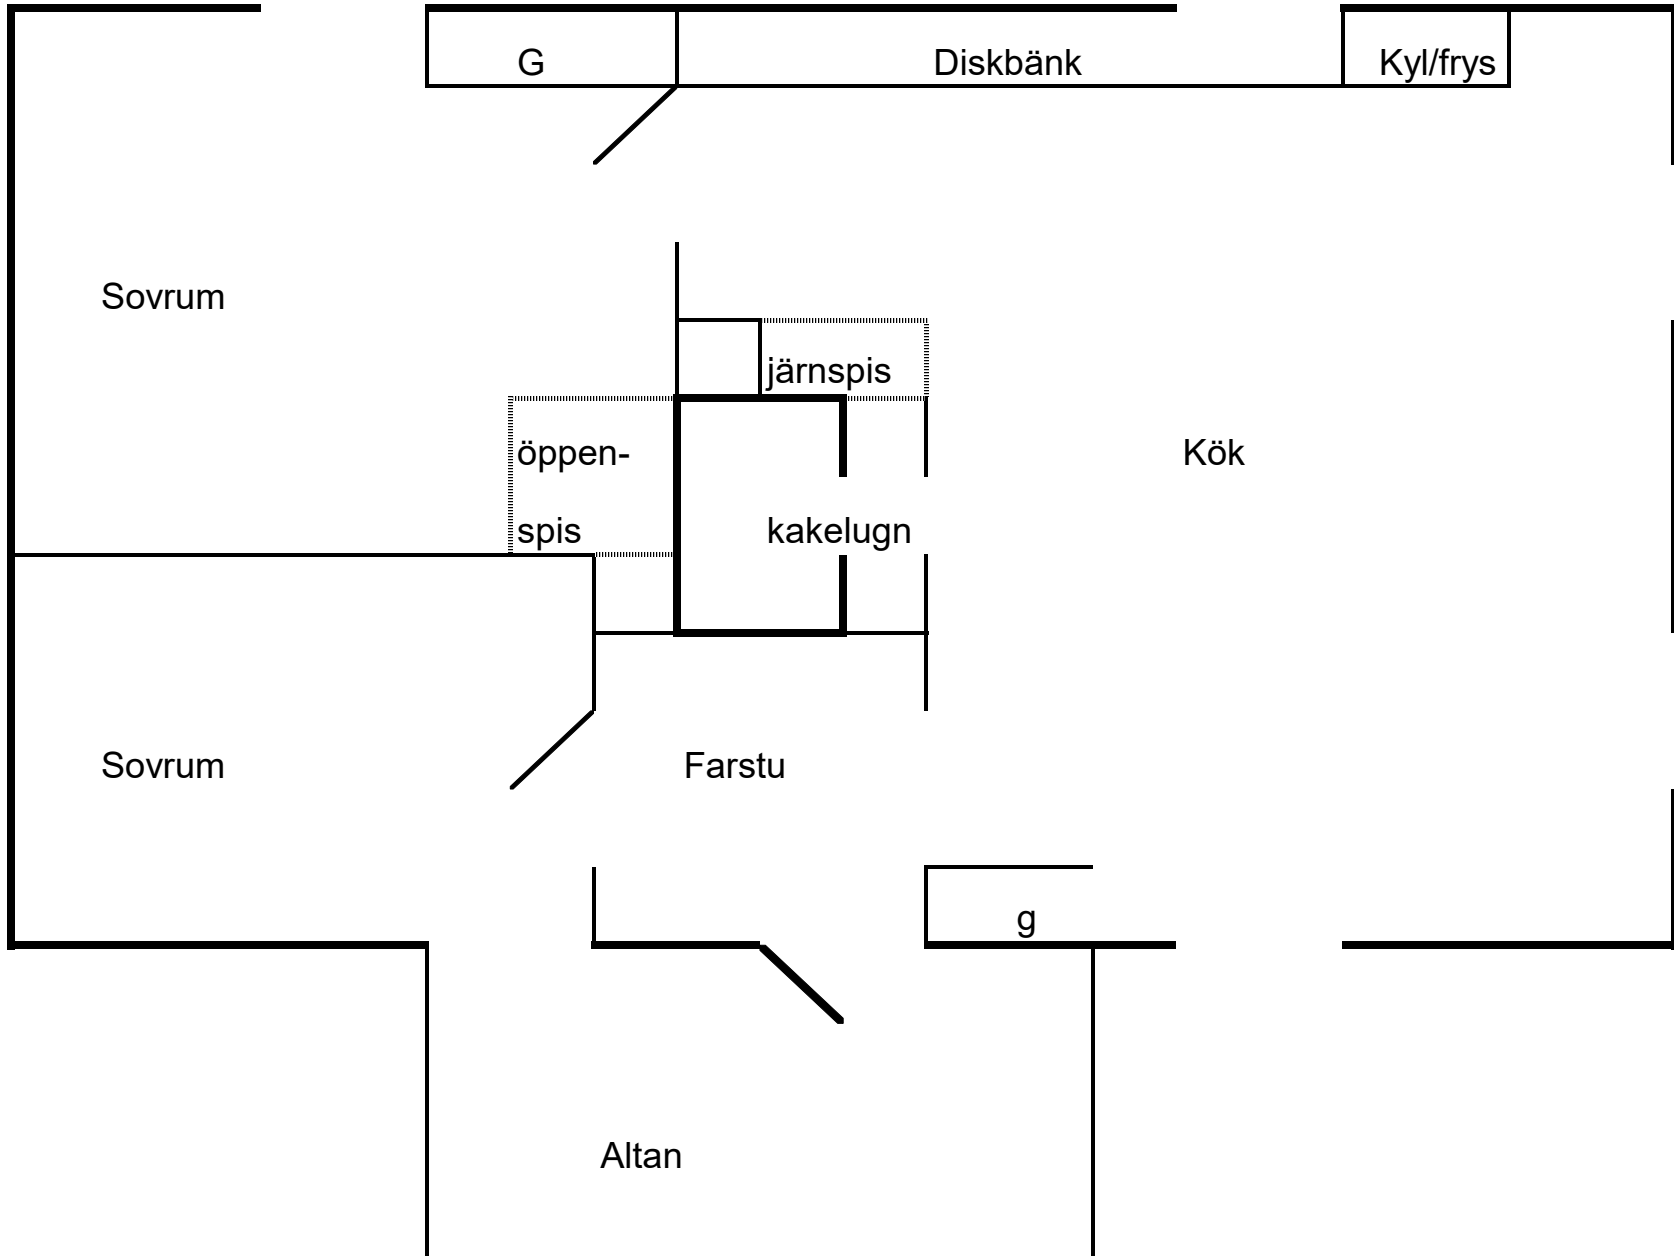 G
Diskbänk
Kyl/frys
Sovrum
järnspis
öppen-
spis
kakelugn
Kök
Sovrum
Farstu
g
Altan